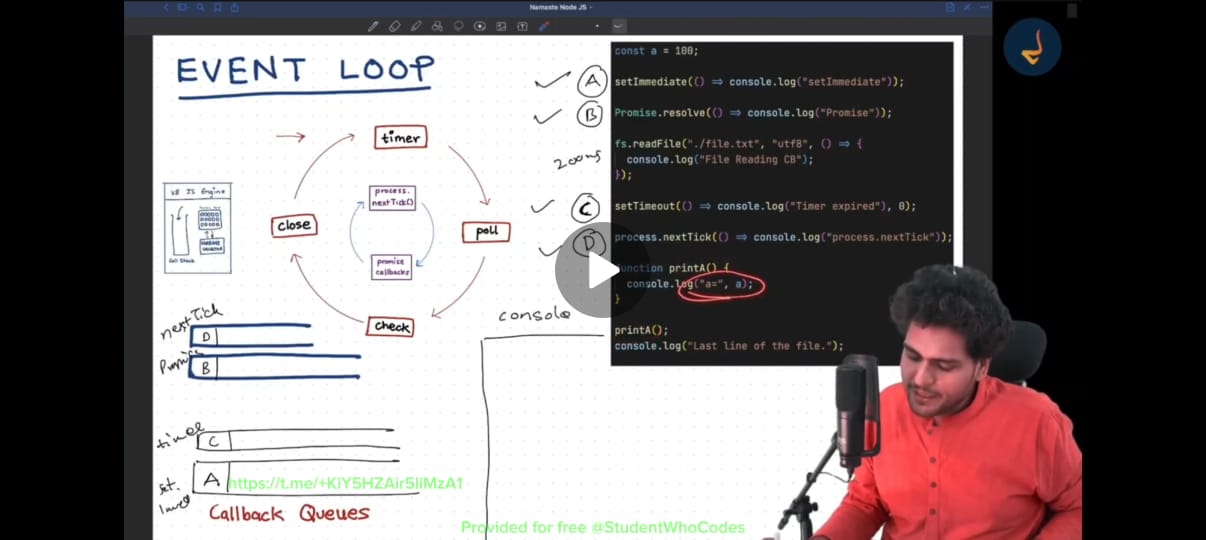 Namaste Node JS
EVENT LOOP
timer
process.
nextTick()
poll
promise
callbacks
check
close
V8 JS Engine
Call Stack
A
B
200ms
C
D
const a = 100;
setImmediate(() => console.log("setImmediate"));
Promise.resolve(() => console.log("Promise"));
fs.readFile("./file.txt", "utf8", () => {
console.log("File Reading CB");
});
setTimeout(() => console.log("Timer expired"), 0);
process.nextTick(() => console.log("process.nextTick"));
function printA() {
console.log("a=", a);
}
printA();
console.log("Last line of the file.");
console
nextTick
D
B
timer
C
set.
A
https://t.me/+KiY5HZAir5IiMzA1
Callback Queues
Provided for free @StudentWhoCodes